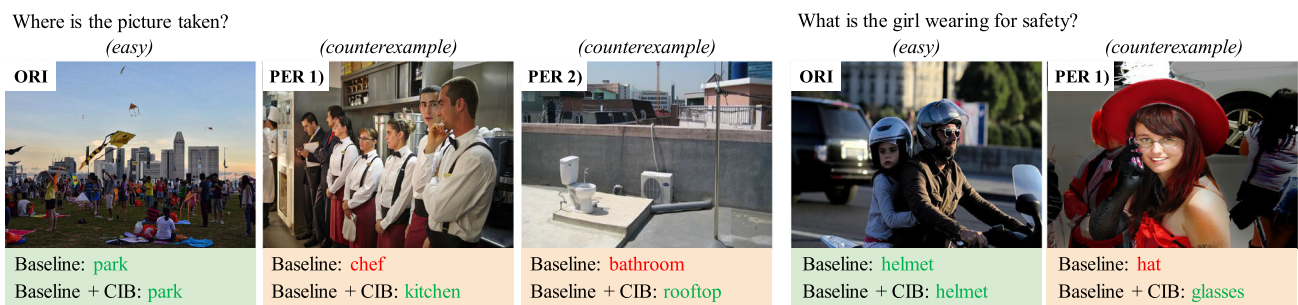 Where is the picture taken?
(easy)
(counterexample)
(counterexample)
ORI
PER 1)
PER 2)
Baseline: park
Baseline + CIB: park
Baseline: chef
Baseline + CIB: kitchen
Baseline: bathroom
Baseline + CIB: rooftop
What is the girl wearing for safety?
(easy)
(counterexample)
ORI
PER 1)
Baseline: helmet
Baseline + CIB: helmet
Baseline: hat
Baseline + CIB: glasses